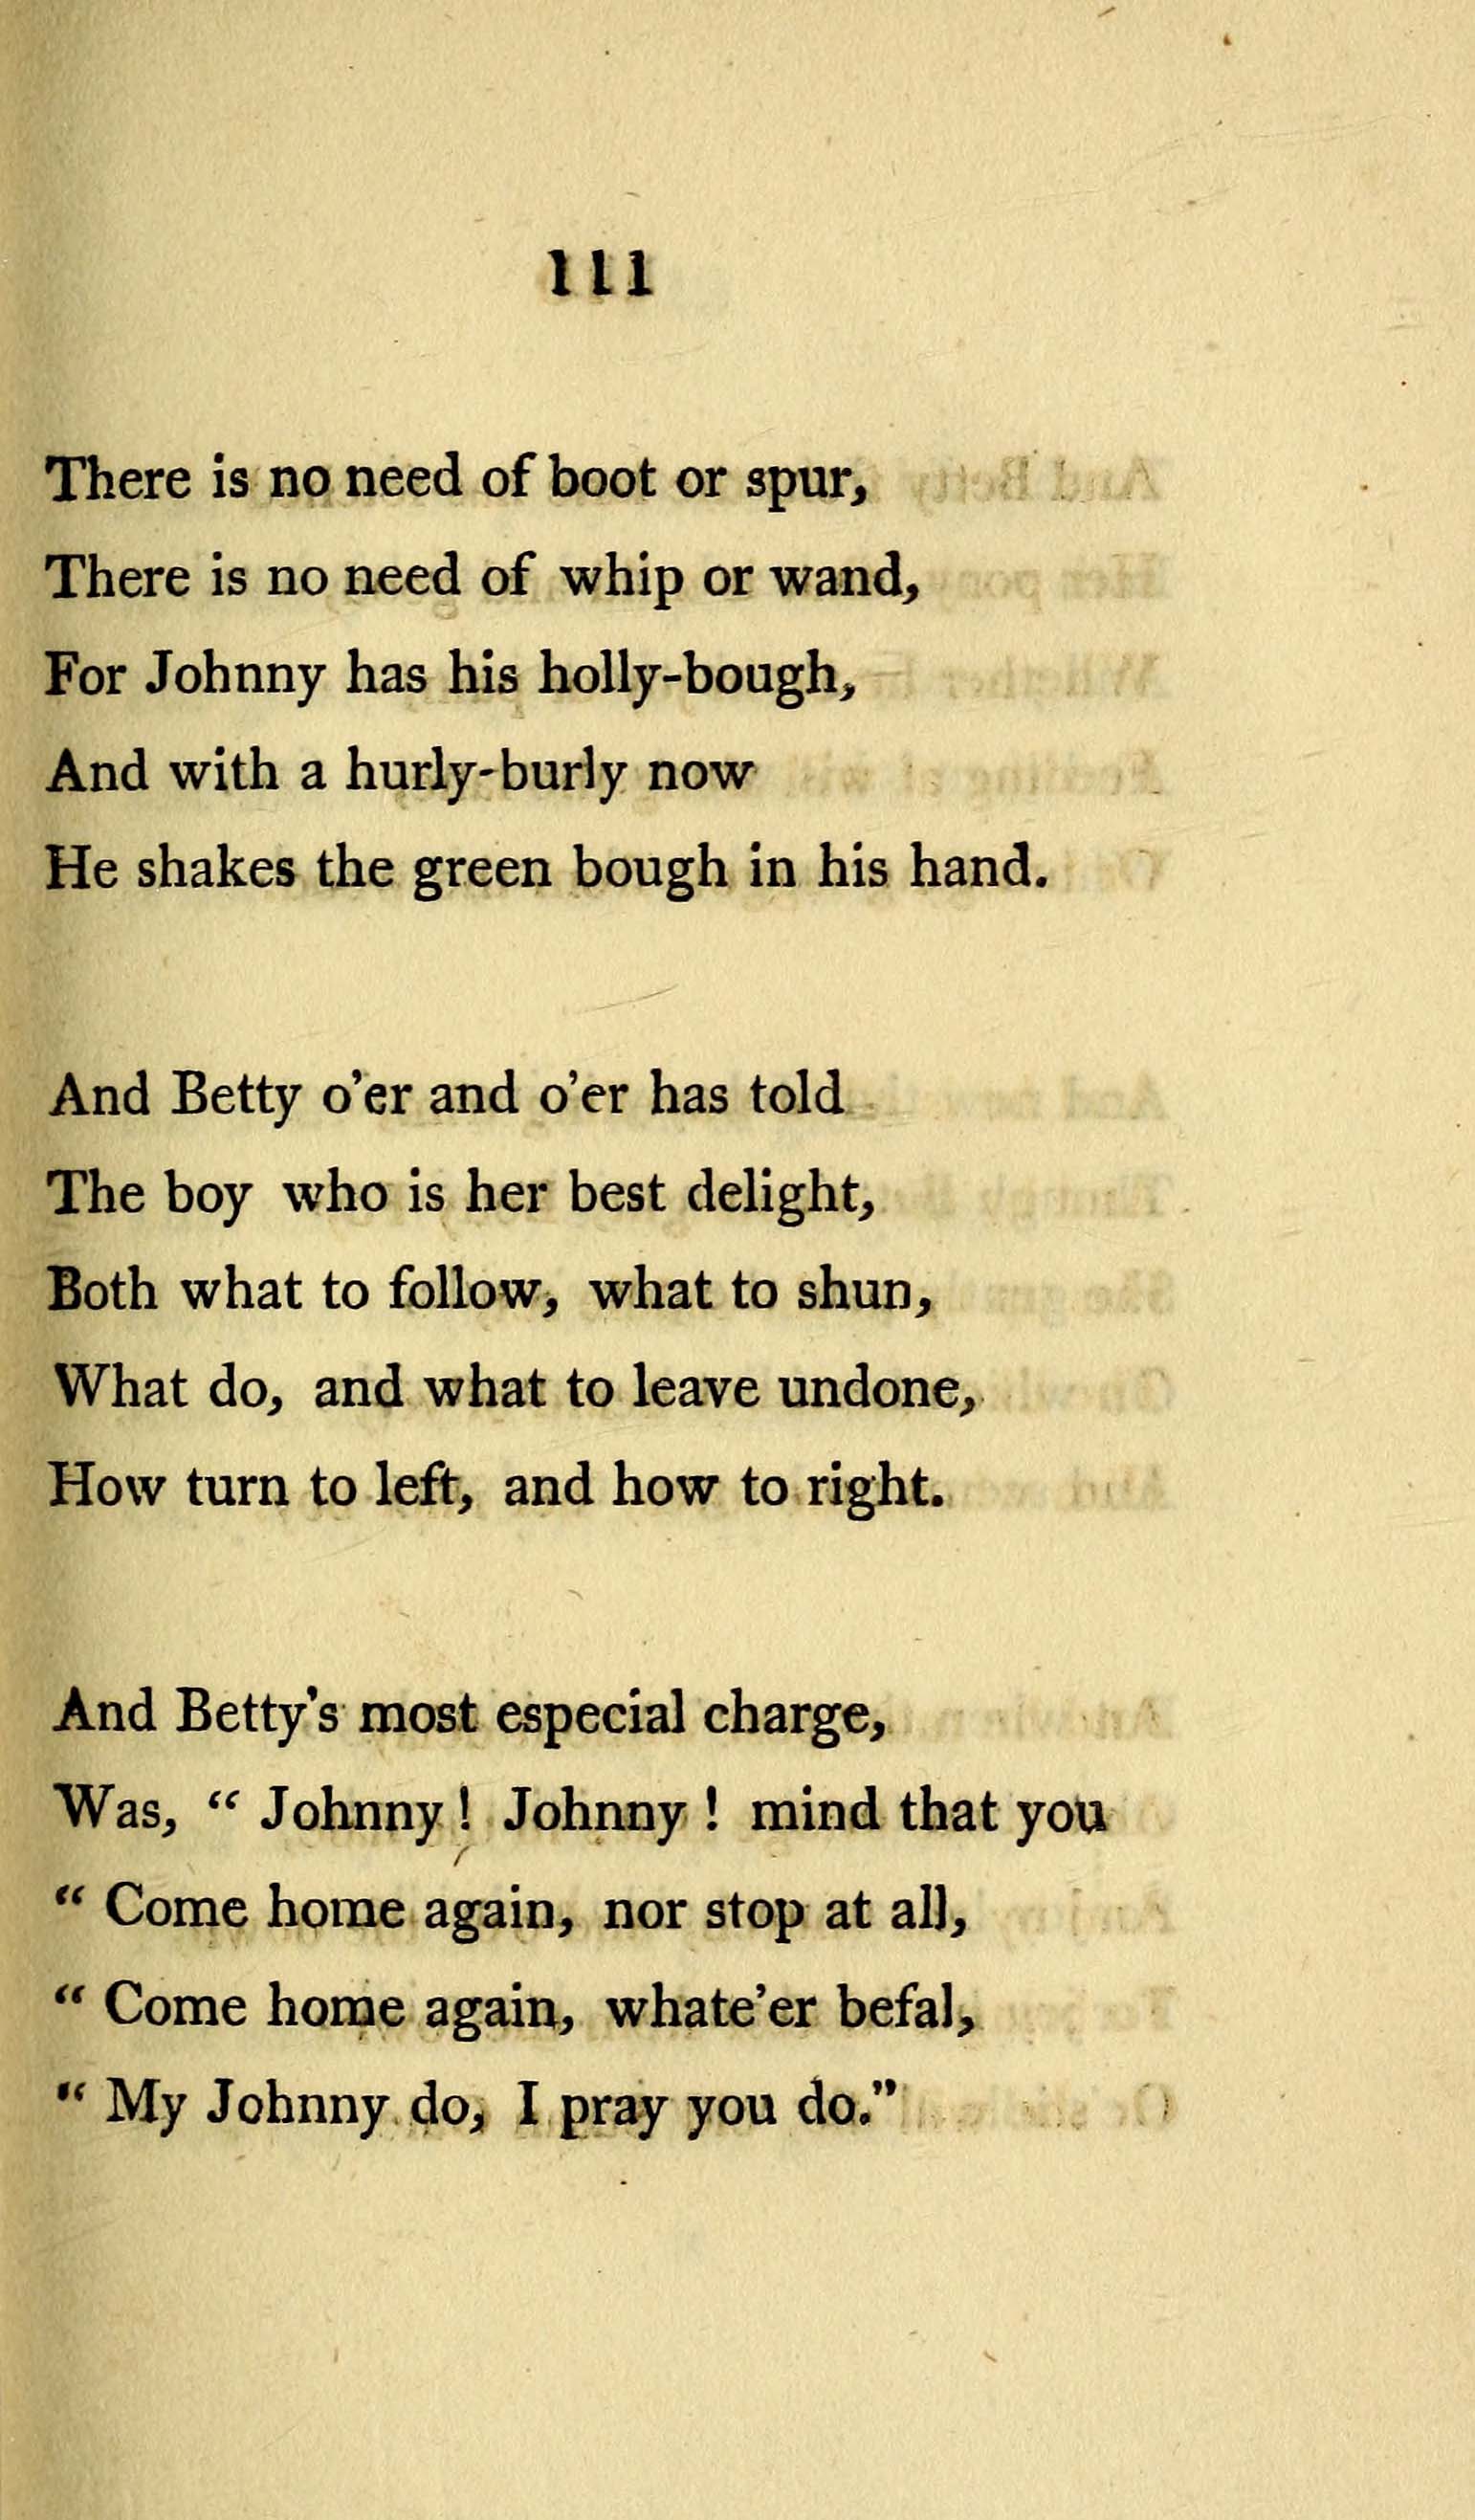 111
There is no need of boot or spur,
There is no need of whip or wand,
For Johnny has his holly-bough,
And with a hurly-burly now
He shakes the green bough in his hand.
And Betty o'er and o'er has told
The boy who is her best delight,
Both what to follow, what to shun,
What do, and what to leave undone,
How turn to left, and how to right.
And Betty's most especial charge,
Was, “ Johnny! Johnny! mind that you
“ Come home again, nor stop at all,
“ Come home again, whate'er befal,
“ My Johnny do, I pray you do.”